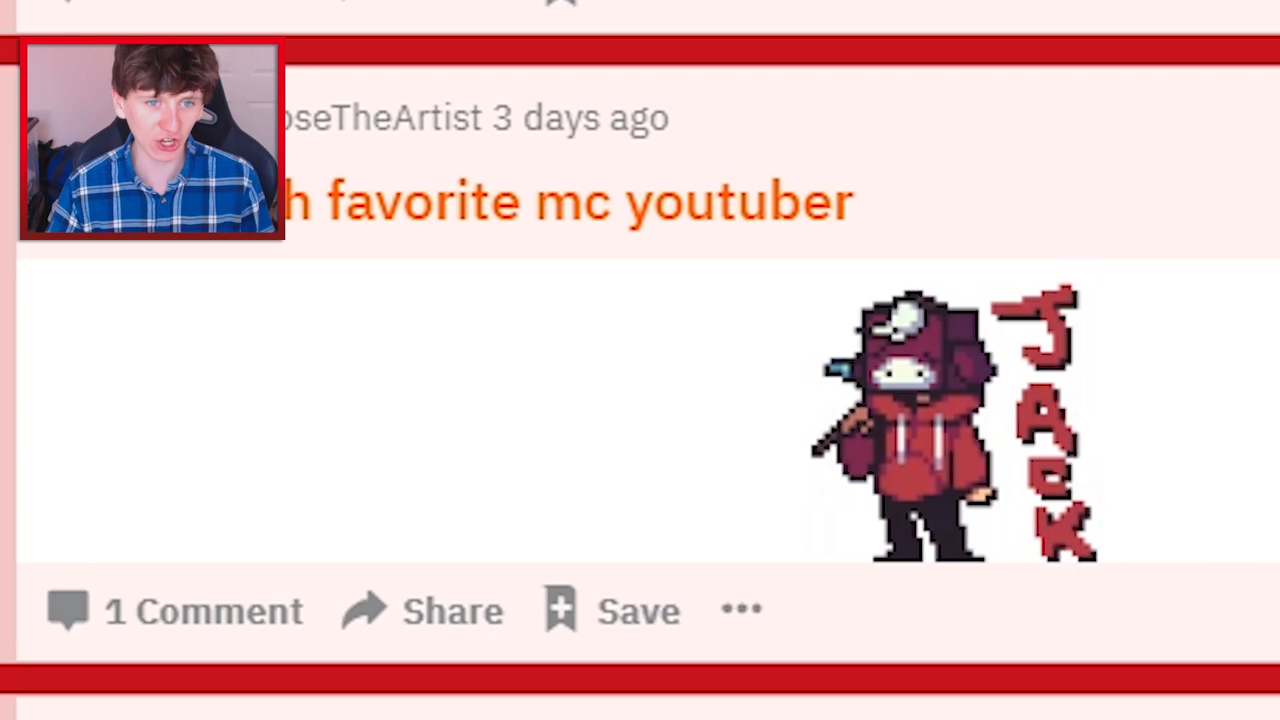 oseTheArtist 3 days ago
h favorite mc youtuber
JACK
1 Comment Share Save